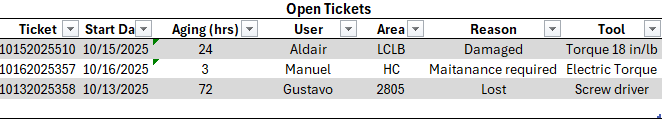 Open Tickets
Ticket Start Da Aging (hrs) User Area Reason Tool
10152025510 10/15/2025 24 Aldair LCLB Damaged Torque 18 in/lb
10162025357 10/16/2025 3 Manuel HC Maitanance required Electric Torque
10132025358 10/13/2025 72 Gustavo 2805 Lost Screw driver